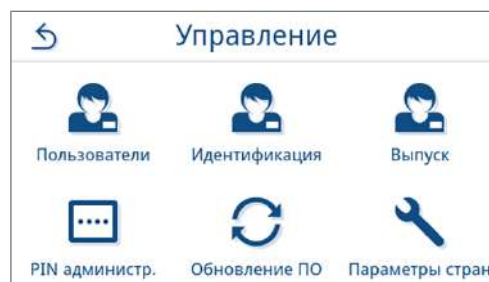 Управление
Пользователи Идентификация Выпуск
PIN администр. Обновление ПО Параметры стран